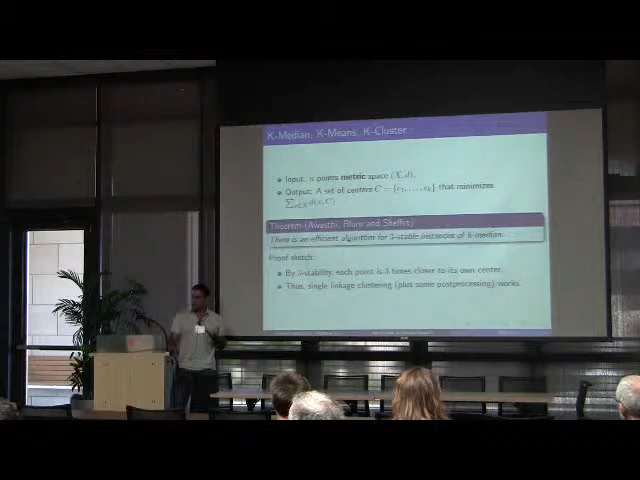 K-Median, K-Means, K-Cluster
Input: n points metric space (X, d).
Output: A set of centres C = {c₁, . . . , cₖ} that minimizes
∑ₓ∈X d(x, C)
Theorem (Awasthi, Blum and Sheffet)
There is an efficient algorithm for 3-stable instances of k-median.
Proof sketch:
By 3-stability, each point is 3 times closer to its own center.
Thus, single linkage clustering (plus some postprocessing) works